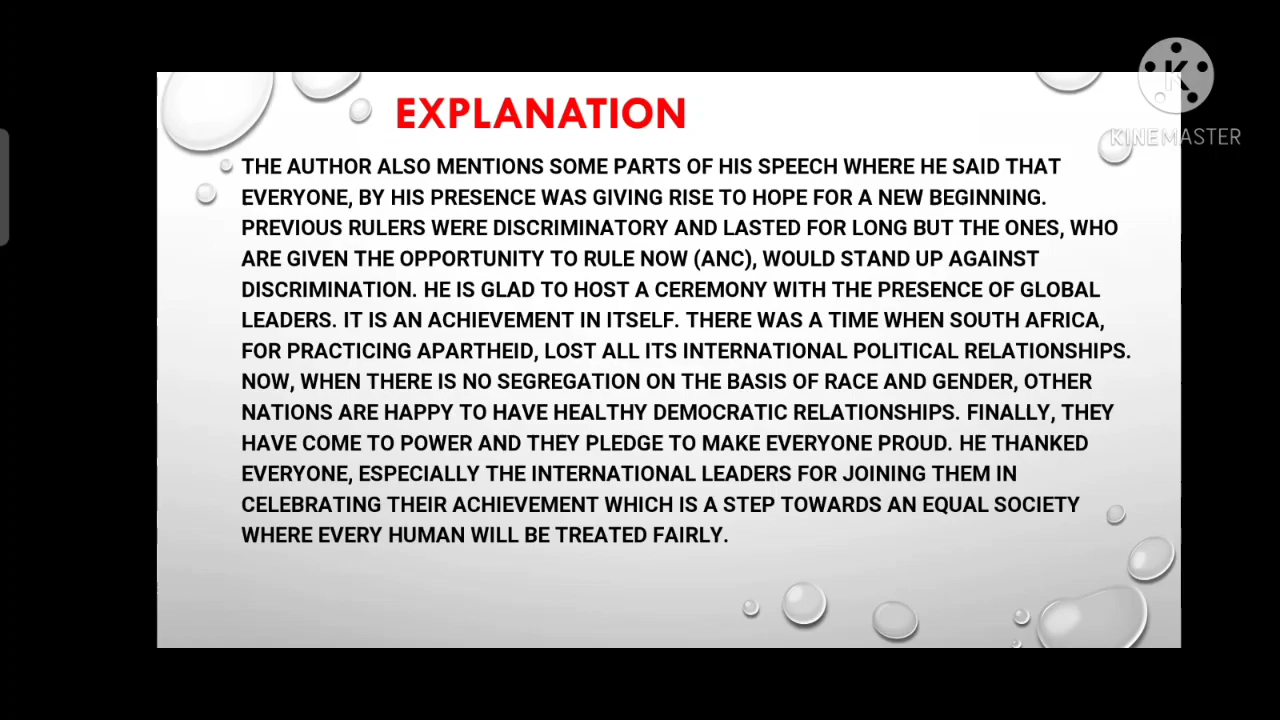 EXPLANATION
KINEMASTER
THE AUTHOR ALSO MENTIONS SOME PARTS OF HIS SPEECH WHERE HE SAID THAT
EVERYONE, BY HIS PRESENCE WAS GIVING RISE TO HOPE FOR A NEW BEGINNING.
PREVIOUS RULERS WERE DISCRIMINATORY AND LASTED FOR LONG BUT THE ONES, WHO
ARE GIVEN THE OPPORTUNITY TO RULE NOW (ANC), WOULD STAND UP AGAINST
DISCRIMINATION. HE IS GLAD TO HOST A CEREMONY WITH THE PRESENCE OF GLOBAL
LEADERS. IT IS AN ACHIEVEMENT IN ITSELF. THERE WAS A TIME WHEN SOUTH AFRICA,
FOR PRACTICING APARTHEID, LOST ALL ITS INTERNATIONAL POLITICAL RELATIONSHIPS.
NOW, WHEN THERE IS NO SEGREGATION ON THE BASIS OF RACE AND GENDER, OTHER
NATIONS ARE HAPPY TO HAVE HEALTHY DEMOCRATIC RELATIONSHIPS. FINALLY, THEY
HAVE COME TO POWER AND THEY PLEDGE TO MAKE EVERYONE PROUD. HE THANKED
EVERYONE, ESPECIALLY THE INTERNATIONAL LEADERS FOR JOINING THEM IN
CELEBRATING THEIR ACHIEVEMENT WHICH IS A STEP TOWARDS AN EQUAL SOCIETY
WHERE EVERY HUMAN WILL BE TREATED FAIRLY.